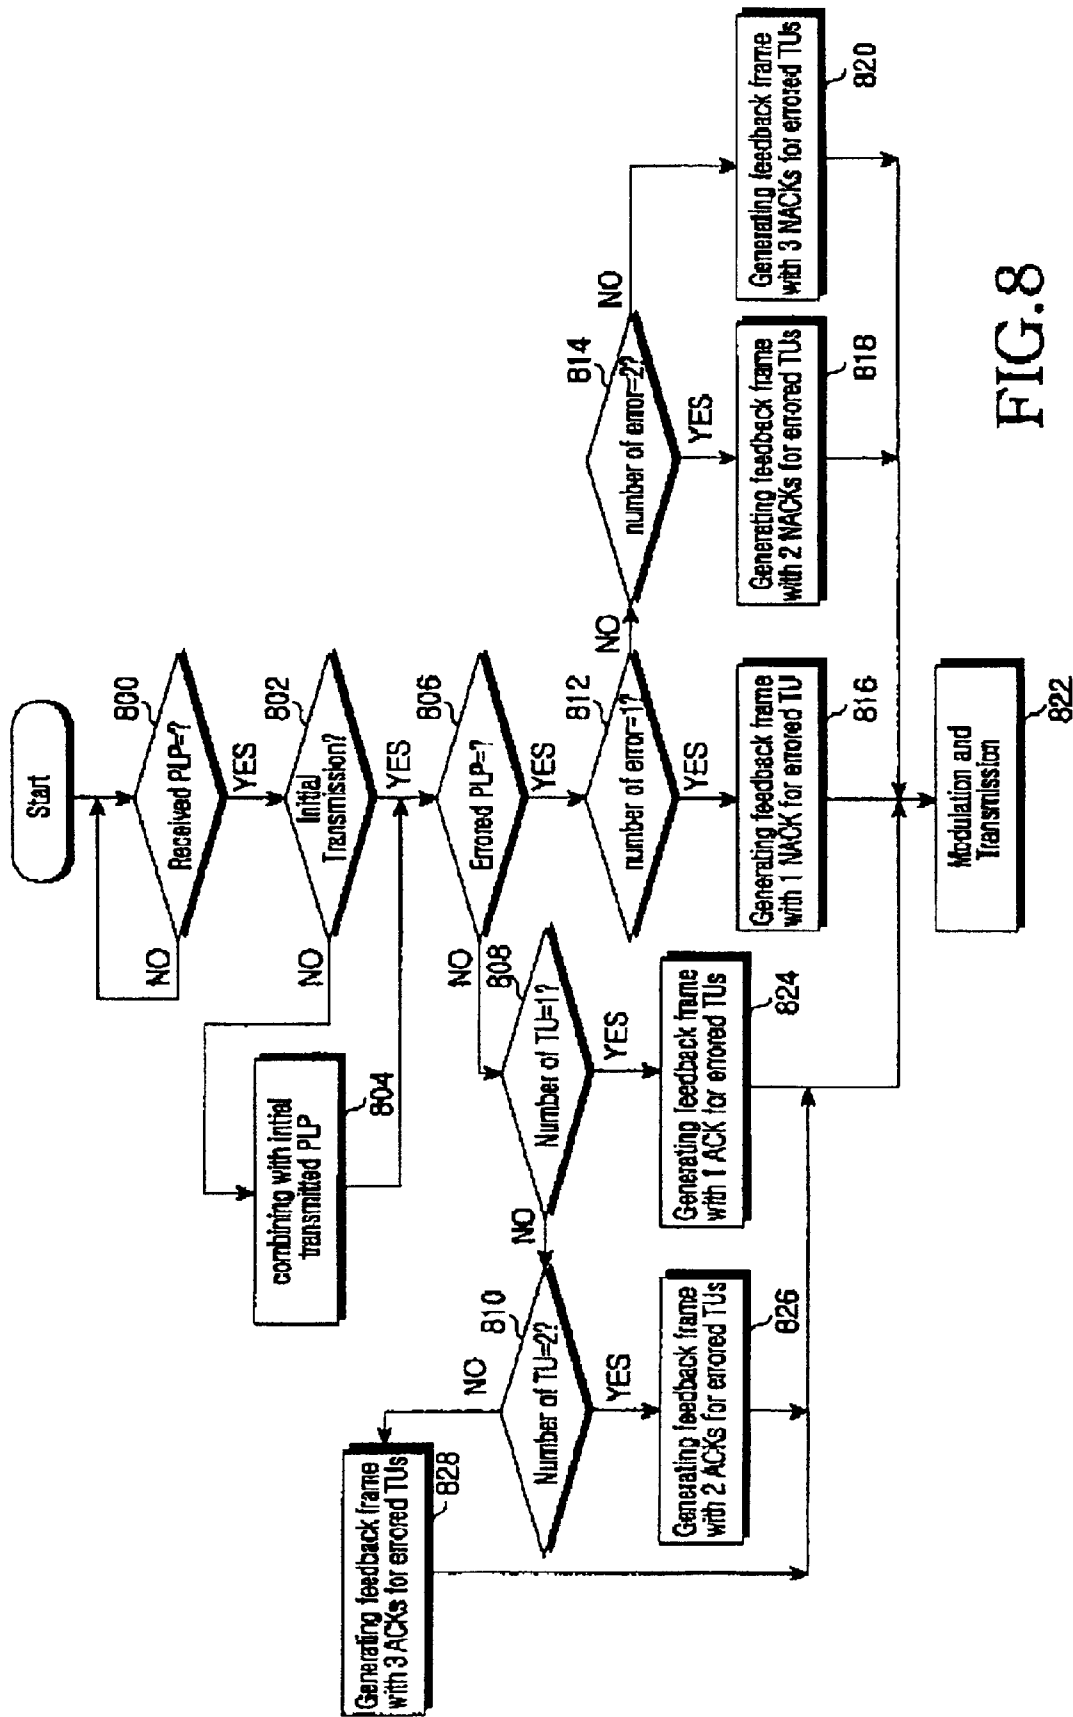 Start
Received PLP=?
800
NO
YES
Initial
Transmission?
802
NO
YES
combining with intial
transmitted PLP
804
Errored PLP=?
806
NO
YES
Number of TU=1?
808
NO
YES
Number of TU=2?
810
NO
YES
number of error=1?
812
NO
YES
number of error=2?
814
NO
YES
Generating feedback frame
with 3 ACKs for errored TUs
828
Generating feedback frame
with 2 ACKs for errored TUs
826
Generating feedback frame
with 1 ACK for errored TUs
824
Generating feedback frame
with 1 NACK for errored TU
816
Generating feedback frame
with 2 NACKs for errored TUs
818
Generating feedback frame
with 3 NACKs for errored TUs
820
Modulation and
Transmission
822
FIG.8